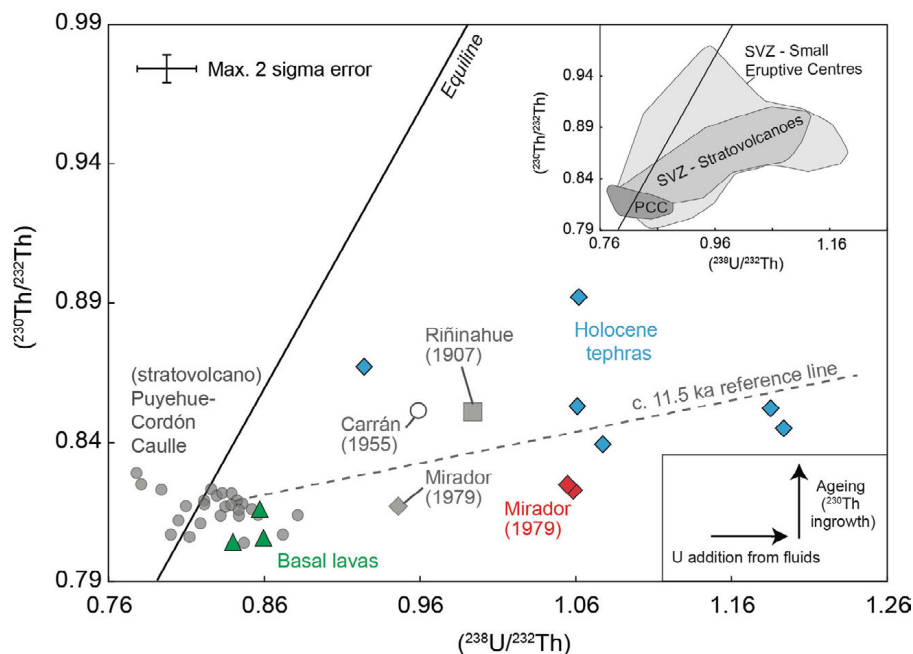 0.99
0.94
0.89
0.84
0.79
(²³⁰Th/²³²Th)
0.76
0.86
0.96
1.06
1.16
1.26
(²³⁸U/²³²Th)
Max. 2 sigma error
Equiline
(stratovolcano)
Puyehue-
Cordón
Caulle
Carrán
(1955)
Riñinahue
(1907)
Mirador
(1979)
Mirador
(1979)
Basal lavas
Holocene
tephras
c. 11.5 ka reference line
SVZ - Small
Eruptive Centres
SVZ - Stratovolcanoes
PCC
0.94
0.89
0.84
0.79
(²³⁰Th/²³²Th)
0.76
0.96
1.16
(²³⁸U/²³²Th)
Ageing
(²³⁰Th
ingrowth)
U addition from fluids